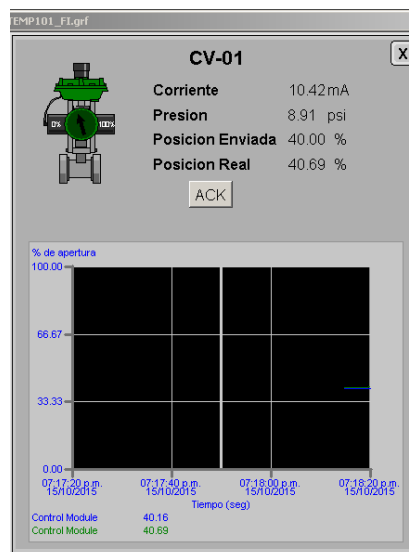 TEMP101_FI.grf
X
CV-01
Corriente 10.42mA
Presion 8.91 psi
Posicion Enviada 40.00 %
Posicion Real 40.69 %
0% 100%
ACK
% de apertura
100.00
66.67
33.33
0.00
07:17:20 p.m. 07:17:40 p.m. 07:18:00 p.m. 07:18:20 p.m.
15/10/2015 15/10/2015 15/10/2015 15/10/2015
Tiempo (seg)
Control Module 40.16
Control Module 40.69